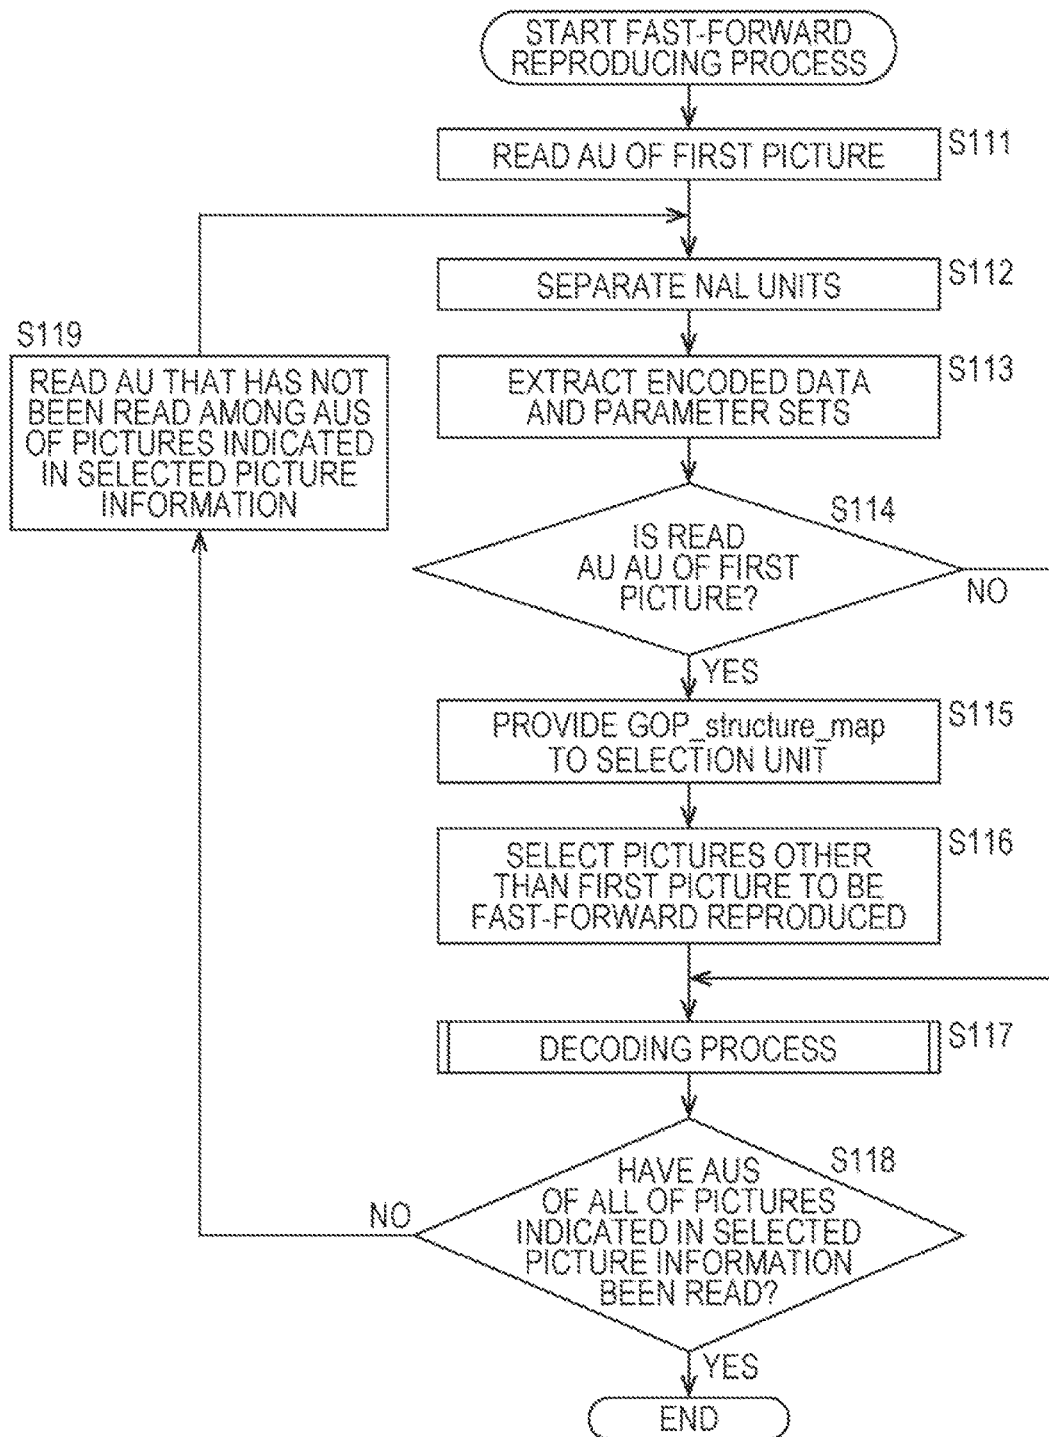 START FAST-FORWARD
REPRODUCING PROCESS
S111
READ AU OF FIRST PICTURE
S112
SEPARATE NAL UNITS
S113
EXTRACT ENCODED DATA
AND PARAMETER SETS
S114
IS READ
AU AU OF FIRST
PICTURE?
NO
YES
S115
PROVIDE GOP_structure_map
TO SELECTION UNIT
S116
SELECT PICTURES OTHER
THAN FIRST PICTURE TO BE
FAST-FORWARD REPRODUCED
S117
DECODING PROCESS
S118
HAVE AUS
OF ALL OF PICTURES
INDICATED IN SELECTED
PICTURE INFORMATION
BEEN READ?
NO
YES
S119
READ AU THAT HAS NOT
BEEN READ AMONG AUS
OF PICTURES INDICATED
IN SELECTED PICTURE
INFORMATION
END